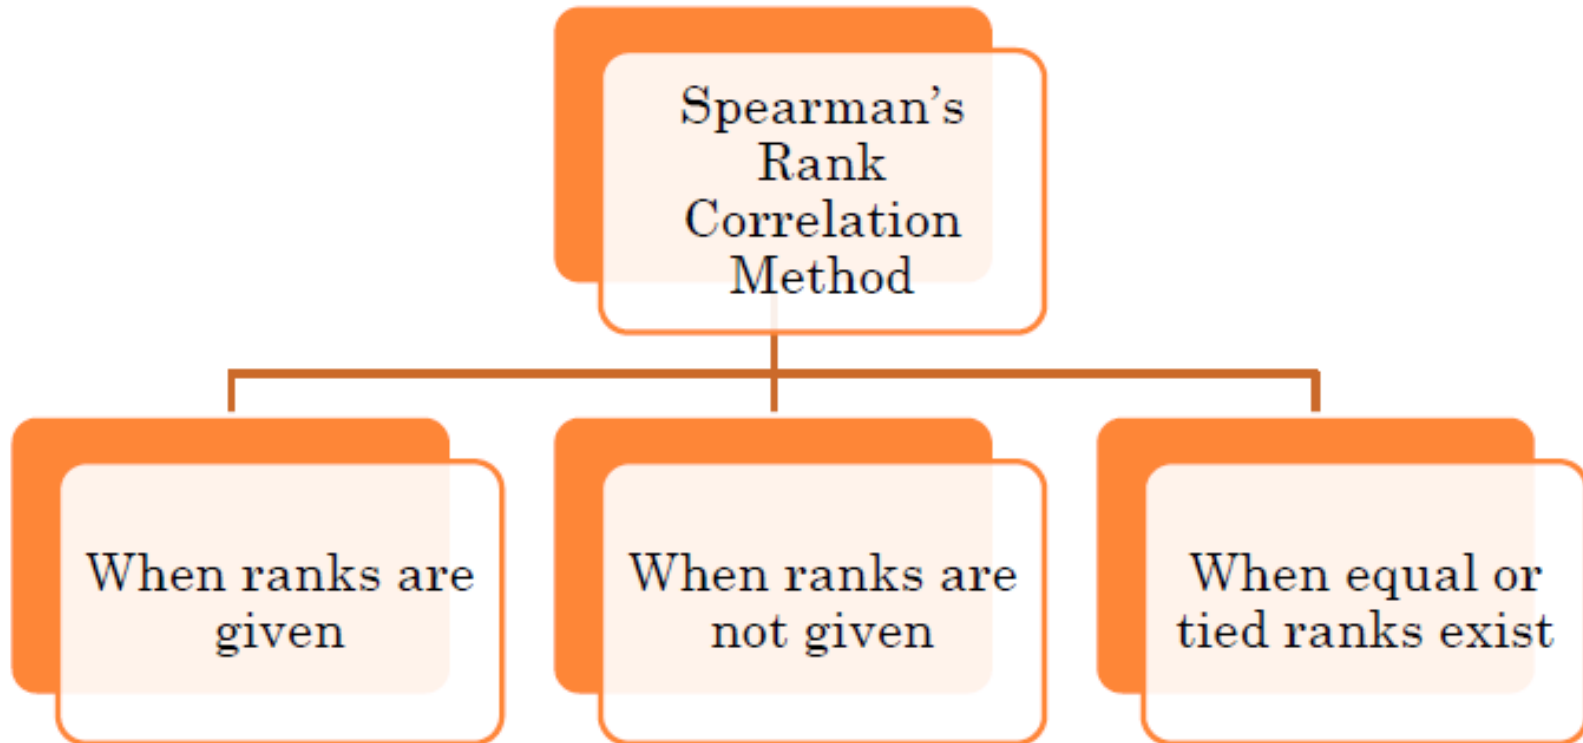 Spearman's
Rank
Correlation
Method
When ranks are
given
When ranks are
not given
When equal or
tied ranks exist